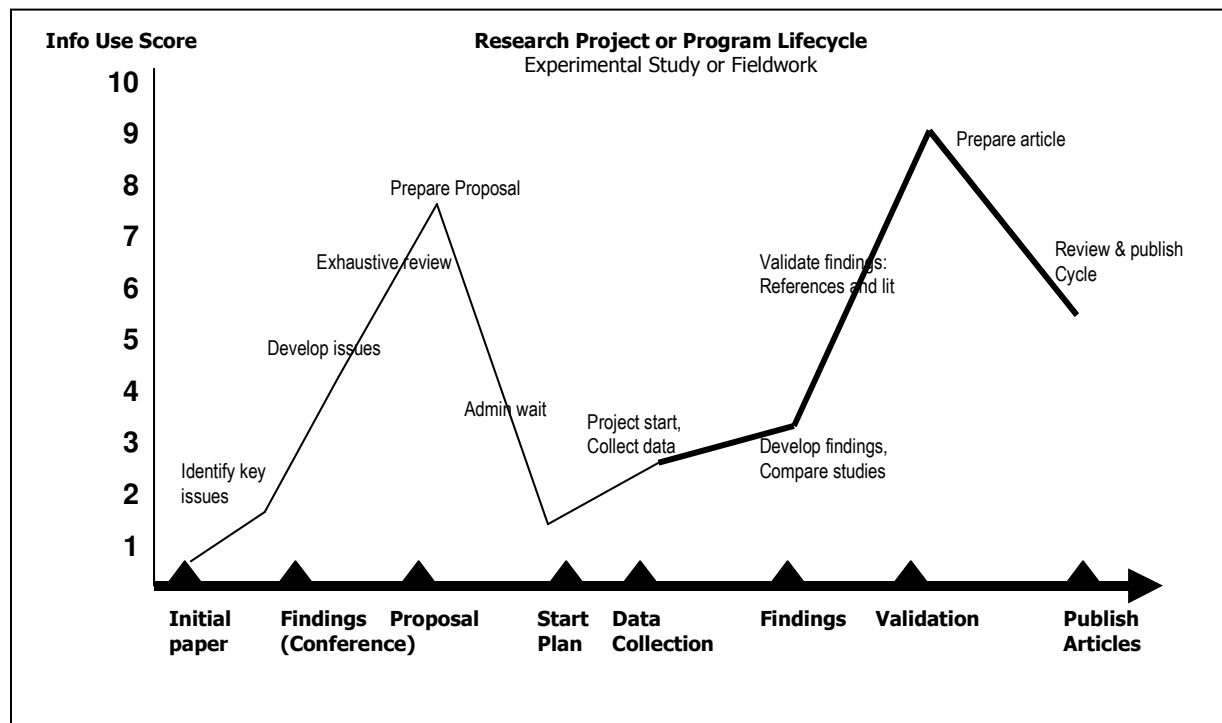 Info Use Score
Research Project or Program Lifecycle
Experimental Study or Fieldwork
10
9
8
7
6
5
4
3
2
1
Prepare article
Prepare Proposal
Review & publish
Cycle
Exhaustive review
Validate findings:
References and lit
Develop issues
Admin wait
Project start,
Collect data
Develop findings,
Compare studies
Identify key
issues
Initial
paper
Findings
(Conference)
Proposal
Start
Plan
Data
Collection
Findings
Validation
Publish
Articles